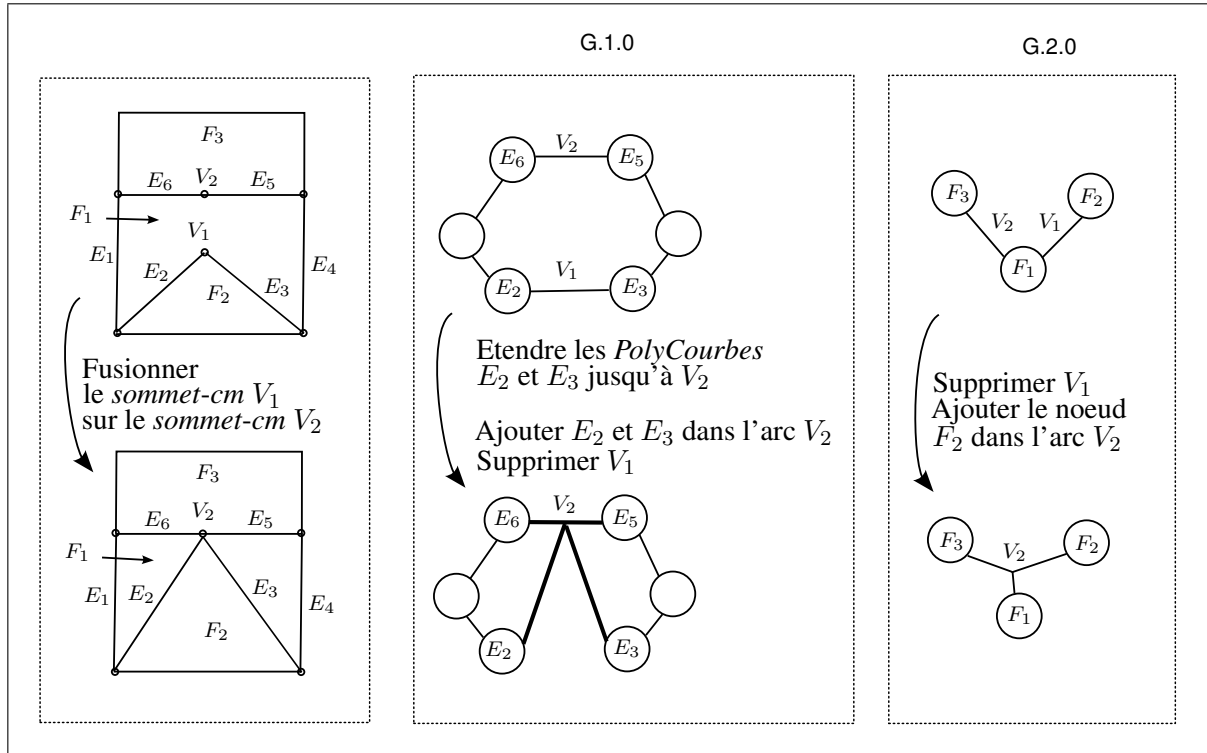 G.1.0
G.2.0
F₃
E₆ V₂ E₅
F₁
V₁
E₁ E₂ F₂ E₃ E₄
Fusionner
le sommet-cm V₁
sur le sommet-cm V₂
F₃
E₆ V₂ E₅
F₁
E₁ E₂ E₃ E₄
F₂
E₆ V₂ E₅
V₁
E₂ E₃
Etendre les PolyCourbes
E₂ et E₃ jusqu'à V₂
Ajouter E₂ et E₃ dans l'arc V₂
Supprimer V₁
E₆ V₂ E₅
E₂ E₃
F₃ F₂
V₂ V₁
F₁
Supprimer V₁
Ajouter le noeud
F₂ dans l'arc V₂
F₃ V₂ F₂
F₁